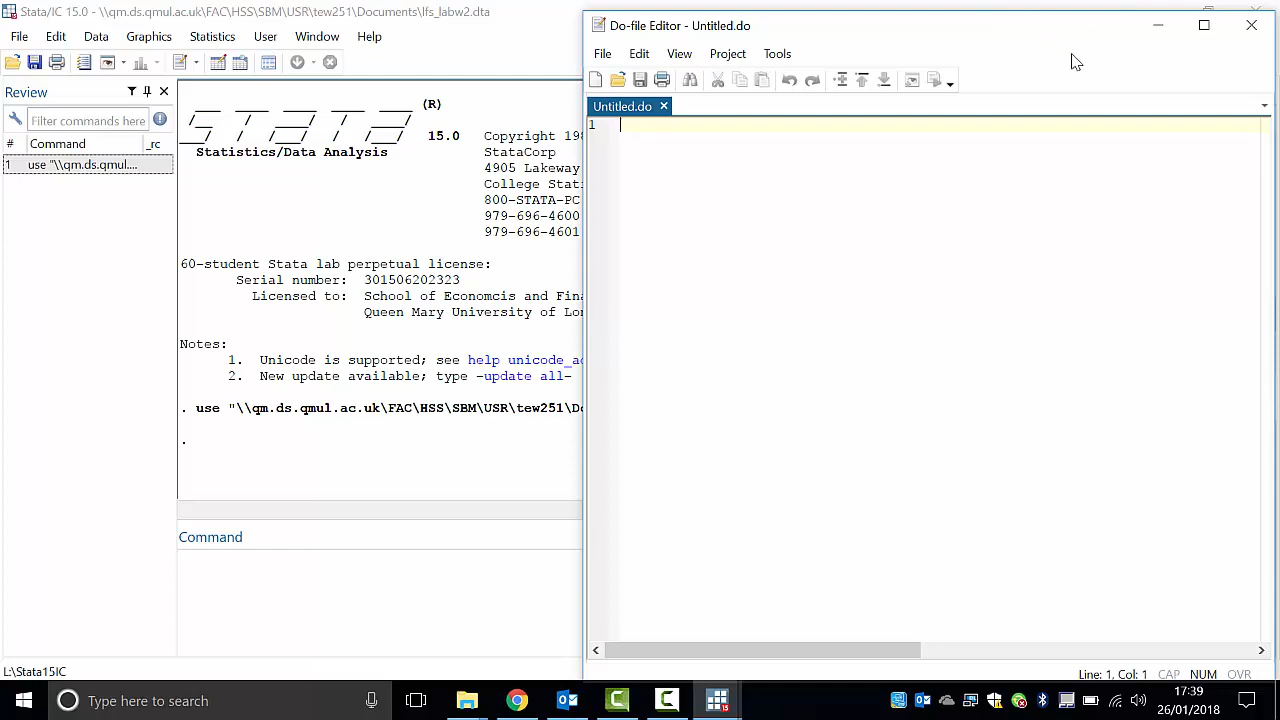 Stata/IC 15.0 - \\qm.ds.qmul.ac.uk\FAC\HSS\SBM\USR\tew251\Documents\lfs_labw2.dta
File Edit Data Graphics Statistics User Window Help
Review
Filter commands here
# Command _rc
1 use "\\qm.ds.qmul....
(R)
15.0 Copyright 198
Statistics/Data Analysis StataCorp
4905 Lakeway
College Stati
800-STATA-PC
979-696-4600
979-696-4601
60-student Stata lab perpetual license:
Serial number: 301506202323
Licensed to: School of Economcis and Fina
Queen Mary University of Lon
Notes:
1. Unicode is supported; see help unicode_ad
2. New update available; type -update all-
. use "\\qm.ds.qmul.ac.uk\FAC\HSS\SBM\USR\tew251\Do
.
Command
L:\Stata15IC
Do-file Editor - Untitled.do
File Edit View Project Tools
Untitled.do
1
Line: 1, Col: 1 CAP NUM OVR
Type here to search
17:39
26/01/2018